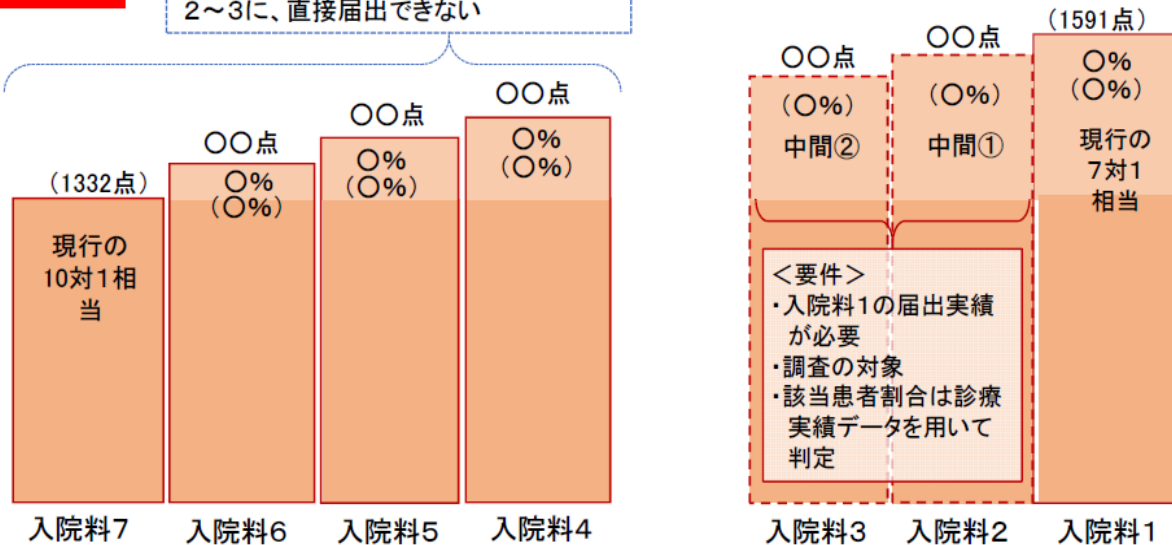 2~3に、直接届出できない
(1332点)
現行の
10対1相
当
入院料7
〇〇点
〇%
(〇%)
入院料6
〇〇点
〇%
(〇%)
入院料5
〇〇点
〇%
(〇%)
入院料4
〇〇点
(〇%)
中間②
入院料3
〇〇点
(〇%)
中間①
入院料2
<要件>
・入院料1の届出実績
が必要
・調査の対象
・該当患者割合は診療
実績データを用いて
判定
(1591点)
〇%
(〇%)
現行の
7対1
相当
入院料1